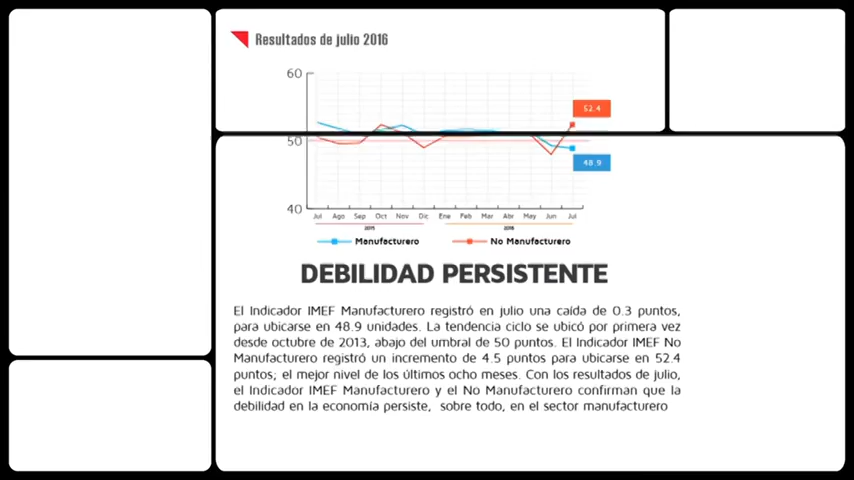 Resultados de julio 2016
60
52.4
50
48.9
40
Jul Ago Sep Oct Nov Dic Ene Feb Mar Abr May Jun Jul
2015 2016
Manufacturero No Manufacturero
DEBILIDAD PERSISTENTE
El Indicador IMEF Manufacturero registró en julio una caída de 0.3 puntos,
para ubicarse en 48.9 unidades. La tendencia ciclo se ubicó por primera vez
desde octubre de 2013, abajo del umbral de 50 puntos. El Indicador IMEF No
Manufacturero registró un incremento de 4.5 puntos para ubicarse en 52.4
puntos; el mejor nivel de los últimos ocho meses. Con los resultados de julio,
el Indicador IMEF Manufacturero y el No Manufacturero confirman que la
debilidad en la economía persiste, sobre todo, en el sector manufacturero